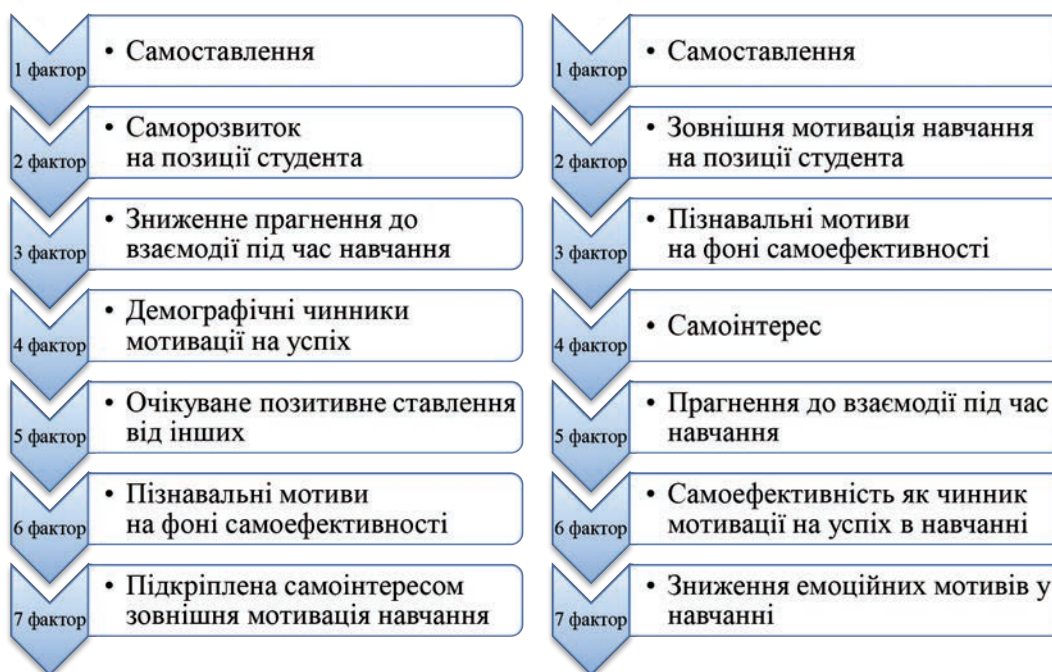 1 фактор
• Самоставлення
2 фактор
• Саморозвиток
на позиції студента
3 фактор
• Зниженне прагнення до
взаємодії під час навчання
4 фактор
• Демографічні чинники
мотивації на успіх
5 фактор
• Очікуване позитивне ставлення
від інших
6 фактор
• Пізнавальні мотиви
на фоні самоефективності
7 фактор
• Підкріплена самоінтересом
зовнішня мотивація навчання
1 фактор
• Самоставлення
2 фактор
• Зовнішня мотивація навчання
на позиції студента
3 фактор
• Пізнавальні мотиви
на фоні самоефективності
4 фактор
• Самоінтерес
5 фактор
• Прагнення до взаємодії під час
навчання
6 фактор
• Самоефективність як чинник
мотивації на успіх в навчанні
7 фактор
• Зниження емоційних мотивів у
навчанні